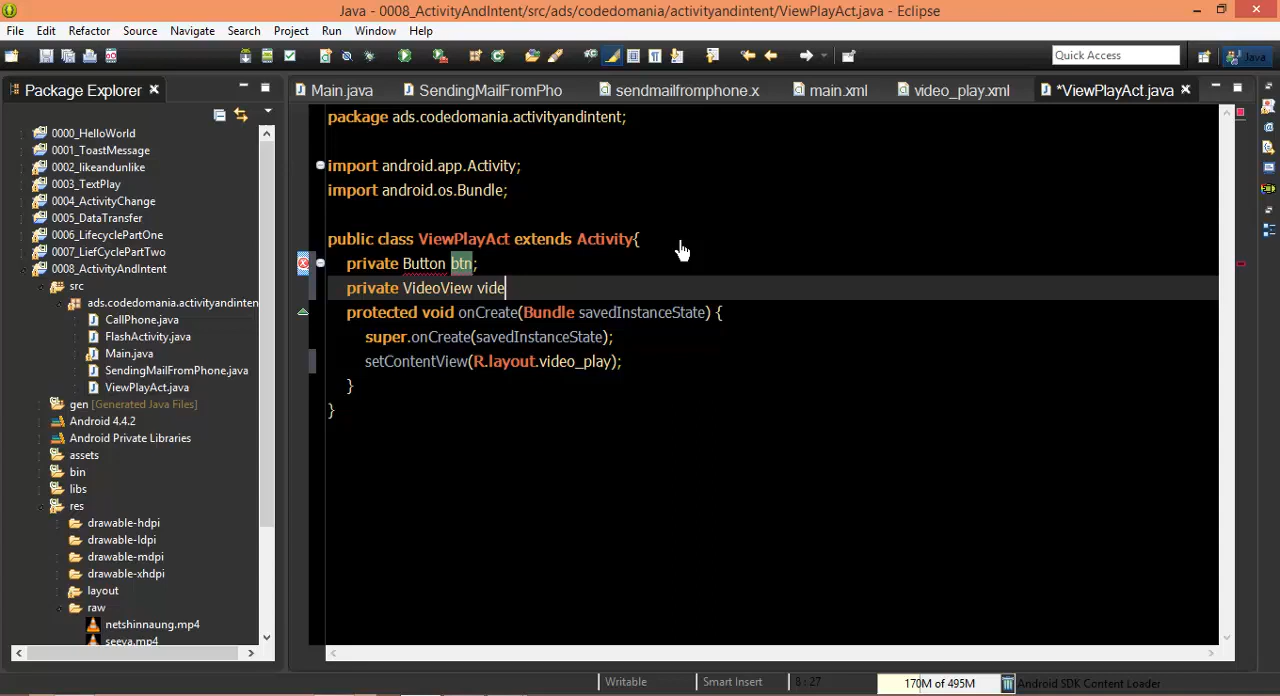 Java - 0008_ActivityAndIntent/src/ads/codedomania/activityandintent/ViewPlayAct.java - Eclipse
File Edit Refactor Source Navigate Search Project Run Window Help
Quick Access Java
Package Explorer Main.java SendingMailFromPho sendmailfromphone.x main.xml video_play.xml *ViewPlayAct.java
0000_HelloWorld
0001_ToastMessage
0002_likeandunlike
0003_TextPlay
0004_ActivityChange
0005_DataTransfer
0006_LifecyclePartOne
0007_LiefCyclePartTwo
0008_ActivityAndIntent
src
ads.codedomania.activityandinten
CallPhone.java
FlashActivity.java
Main.java
SendingMailFromPhone.java
ViewPlayAct.java
gen [Generated Java Files]
Android 4.4.2
Android Private Libraries
assets
bin
libs
res
drawable-hdpi
drawable-ldpi
drawable-mdpi
drawable-xhdpi
layout
raw
netshinnaung.mp4
seeva.mp4
package ads.codedomania.activityandintent;
import android.app.Activity;
import android.os.Bundle;
public class ViewPlayAct extends Activity{
private Button btn;
private VideoView vide
protected void onCreate(Bundle savedInstanceState) {
super.onCreate(savedInstanceState);
setContentView(R.layout.video_play);
}
}
Writable Smart Insert 8 : 27 170M of 495M Android SDK Content Loader